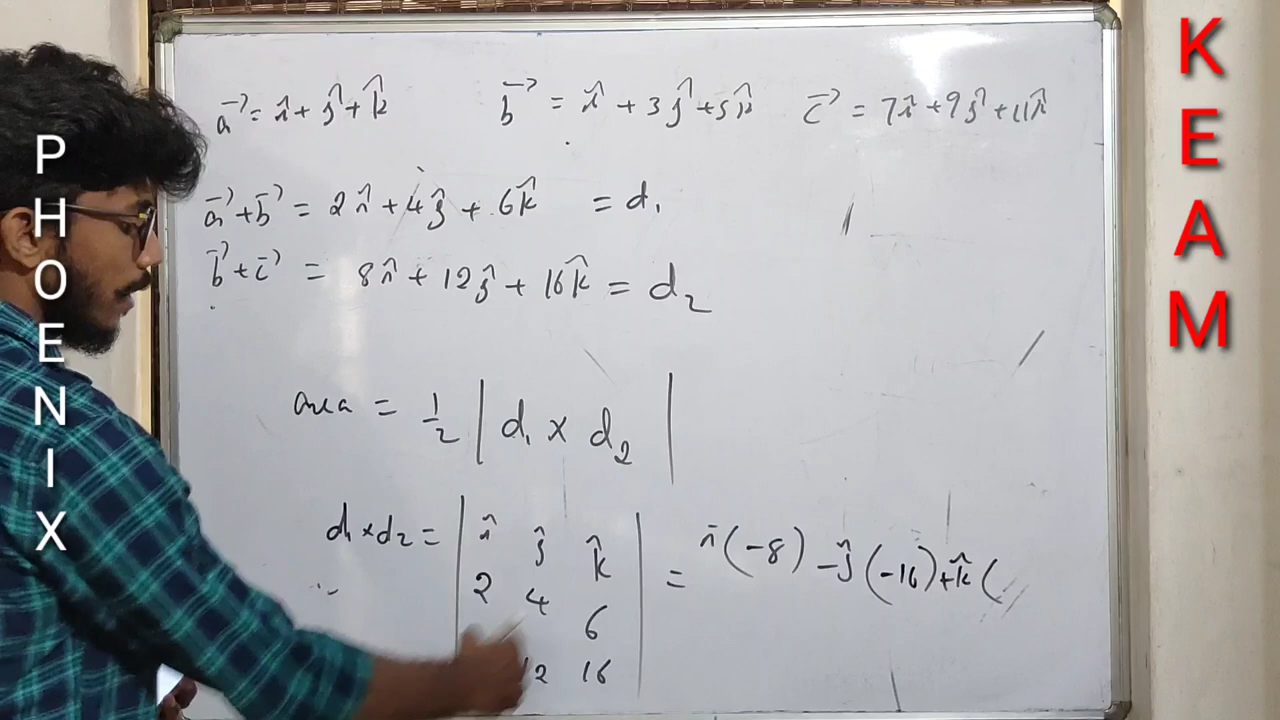 PHOENIX
KEAM
a⃗ = î + ĵ + k̂    b⃗ = î + 3ĵ + 5k̂    c⃗ = 7î + 9ĵ + 11k̂
a⃗ + b⃗ = 2î + 4ĵ + 6k̂ = d₁
b⃗ + c⃗ = 8î + 12ĵ + 16k̂ = d₂
area = 1/2 | d₁ × d₂ |
d₁ × d₂ = | î ĵ k̂ | = î(-8) - ĵ(-16) + k̂(
2 4 6
12 16